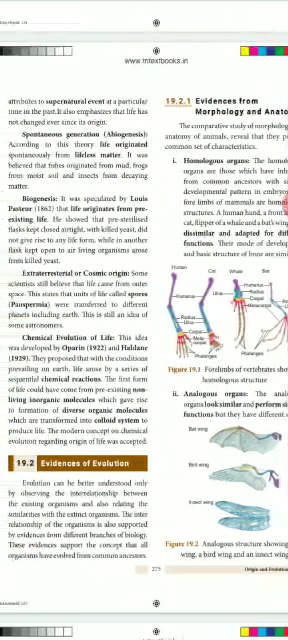 www.tntextbooks.in
attributes to supernatural event at a particular
time in the past. It also emphasizes that life has
not changed ever since its origin.
Spontaneous generation (Abiogenesis):
According to this theory life originated
spontaneously from lifeless matter. It was
believed that fishes originated from mud, frogs
from moist soil and insects from decaying
matter.
Biogenesis: It was speculated by Louis
Pasteur (1862) that life originates from pre-
existing life. He showed that pre-sterilised
flasks kept closed airtight, with killed yeast, did
not give rise to any life form, while in another
flask kept open to air living organisms arose
from killed yeast.
Extraterrestrial or Cosmic origin: Some
scientists still believe that life came from outer
space. This states that units of life called spores
(Panspermia) were transferred to different
planets including earth. This is still an idea of
some astronomers.
Chemical Evolution of Life: This idea
was developed by Oparin (1922) and Haldane
(1929). They proposed that with the conditions
prevailing on earth, life arose by a series of
sequential chemical reactions. The first form
of life could have come from pre-existing non-
living inorganic molecules which gave rise
to formation of diverse organic molecules
which are transformed into colloid system to
produce life. The modern concept on chemical
evolution regarding origin of life was accepted.
19.2 Evidences of Evolution
Evolution can be better understood only
by observing the interrelationship between
the existing organisms and also relating the
similarities with the extinct organisms. The inter
relationship of the organisms is also supported
by evidences from different branches of biology.
These evidences support the concept that all
organisms have evolved from common ancestors.
19.2.1 Evidences from
Morphology and Anato
The comparative study of morpholog
anatomy of animals, reveal that they po
common set of characteristics.
i. Homologous organs: The homolo
organs are those which have inh
from common ancestors with si
developmental pattern in embryos
fore limbs of mammals are homolo
structures. A human hand, a front l
cat, flipper of a whale and a bat's wing
dissimilar and adapted for dif
functions. Their mode of develop
and basic structure of bone are simi
Human
Cat
Whale
Bat
Humerus
Ulna
Humerus
Radius
Carpal
Metacarpal
Radius
Ulna
Carpal
Meta-
carpal
Phalanges
Phalanges
Figure 19.1 Forelimbs of vertebrates sho
homologous structure
ii. Analogous organs: The anal
organs look similar and perform si
functions but they have different
Bat wing
Bird wing
Insect wing
Figure 19.2 Analogous structure showing
wing, a bird wing and an insect wing
275
Origin and Evolution